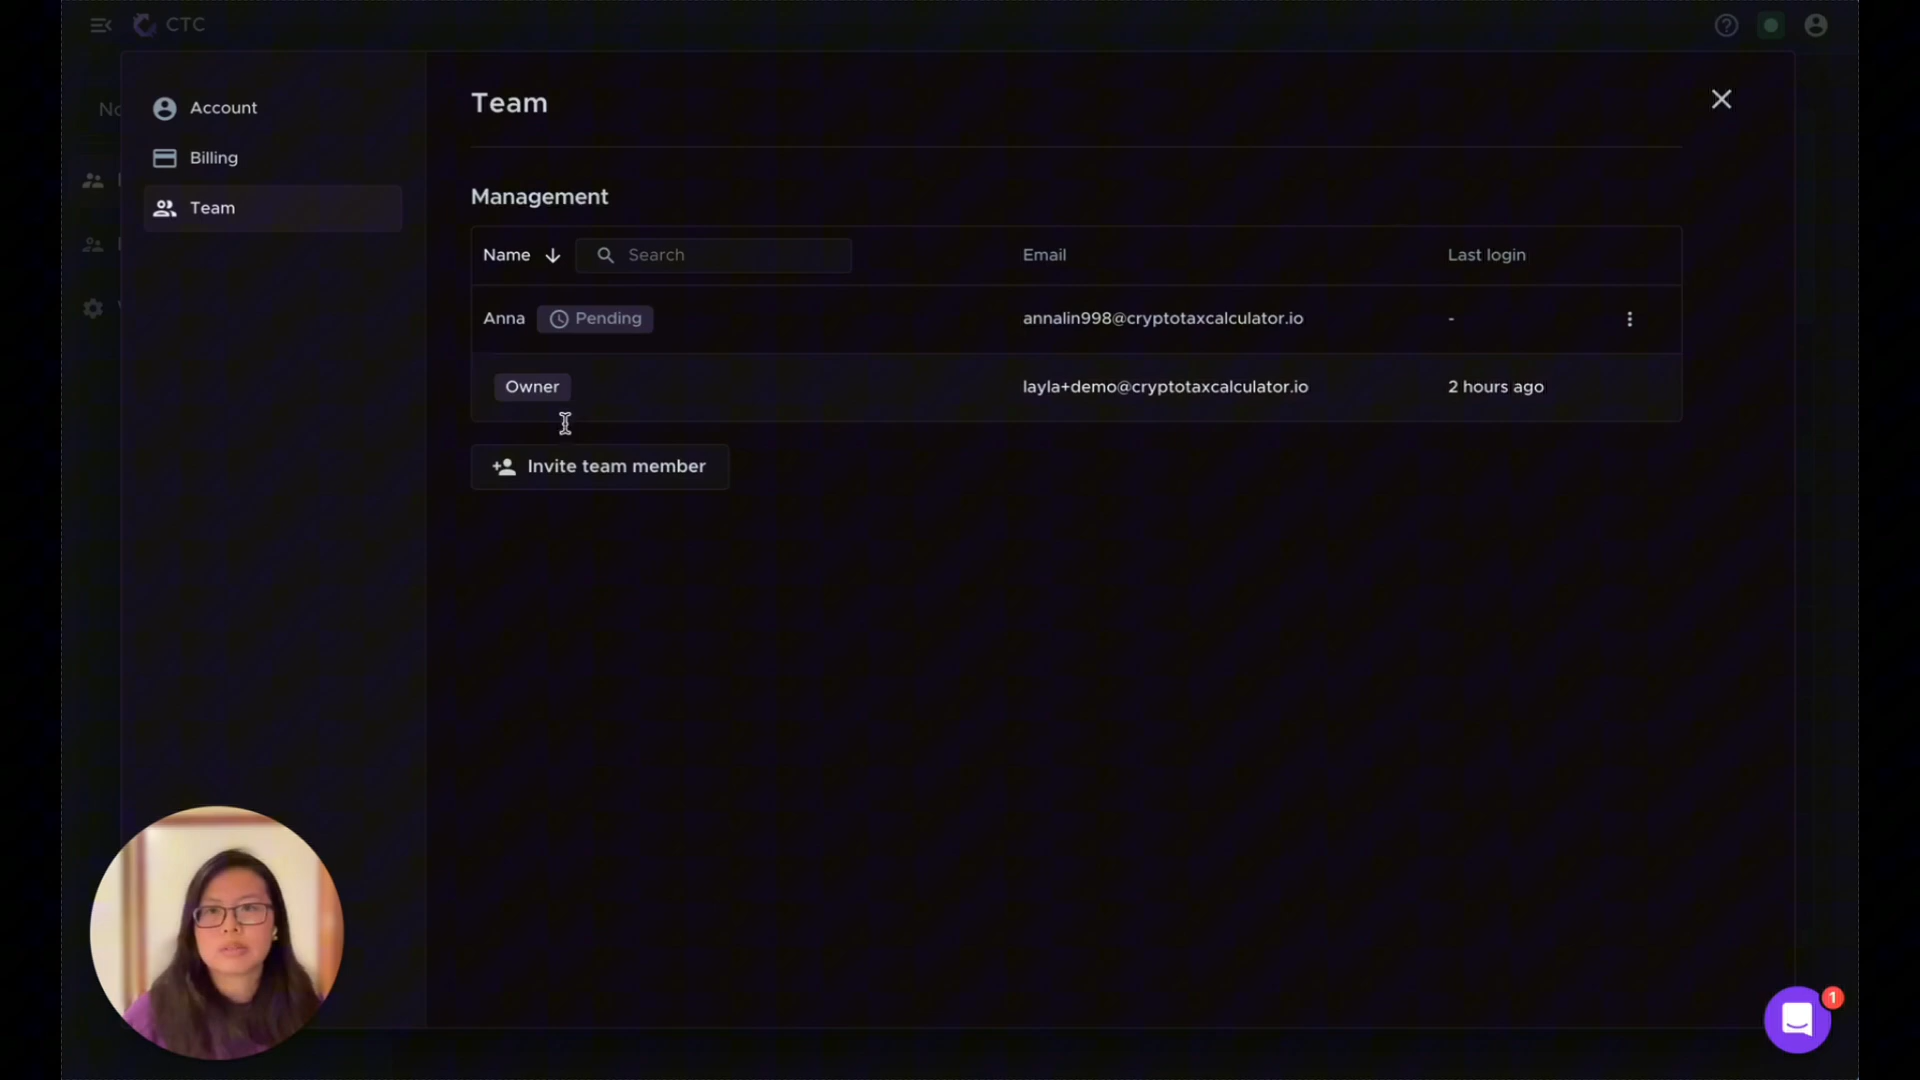 CTC
No
Account
Billing
Team
Team
Management
Name Search Email Last login
Anna Pending annalin998@cryptotaxcalculator.io -
Owner layla+demo@cryptotaxcalculator.io 2 hours ago
Invite team member
1